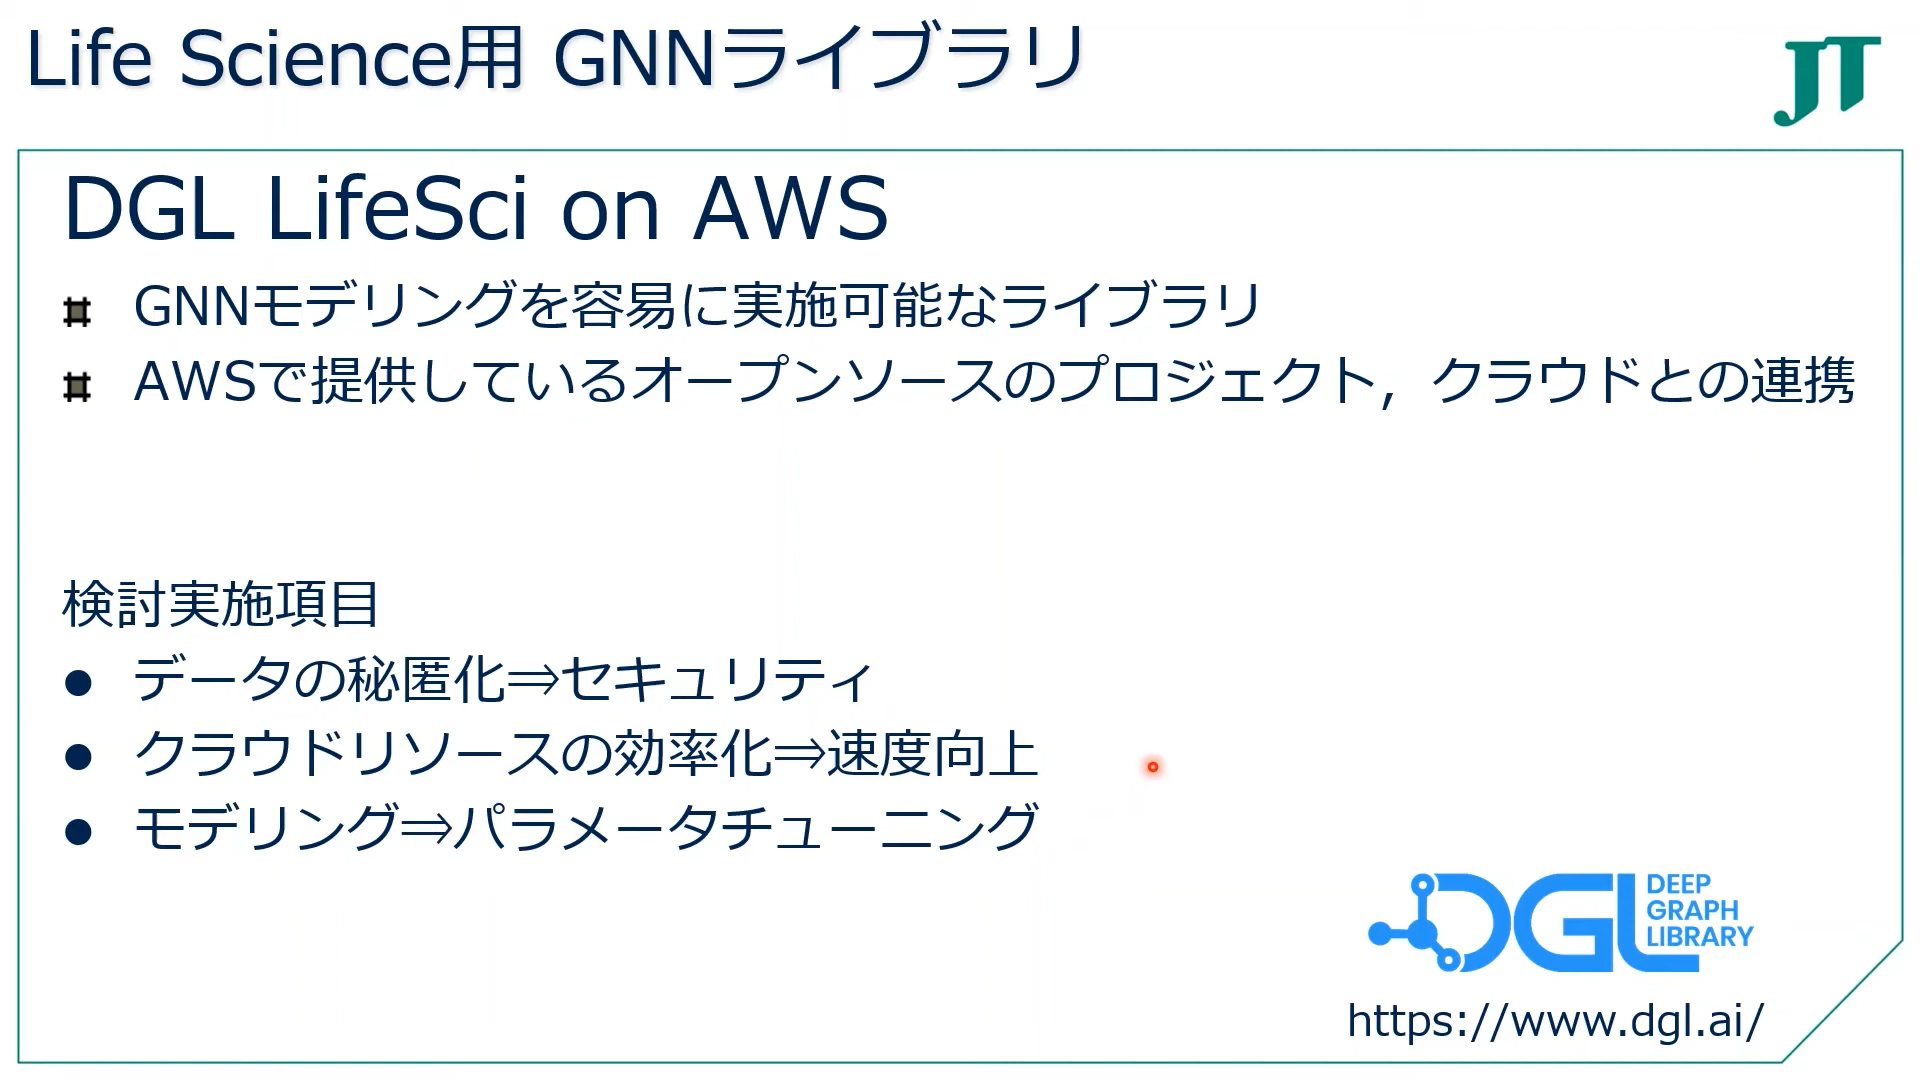 Life Science用 GNNライブラリ
JT
DGL LifeSci on AWS
GNNモデリングを容易に実施可能なライブラリ
AWSで提供しているオープンソースのプロジェクト，クラウドとの連携
検討実施項目
データの秘匿化⇒セキュリティ
クラウドリソースの効率化⇒速度向上
モデリング⇒パラメータチューニング
DGL
DEEP
GRAPH
LIBRARY
https://www.dgl.ai/